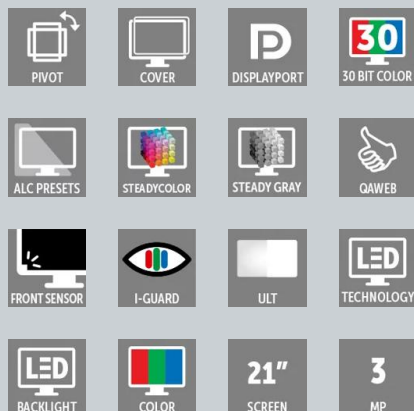 PIVOT
COVER
DISPLAYPORT
30
30 BIT COLOR
ALC PRESETS
STEADYCOLOR
STEADY GRAY
QAWEB
FRONT SENSOR
I-GUARD
ULT
LED
TECHNOLOGY
LED
BACKLIGHT
COLOR
21"
SCREEN
3
MP